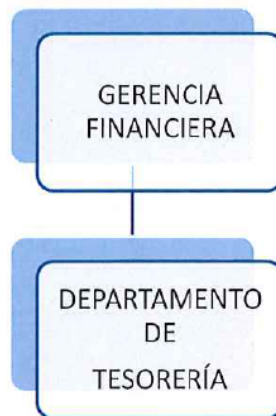 GERENCIA
FINANCIERA
DEPARTAMENTO
DE
TESORERÍA